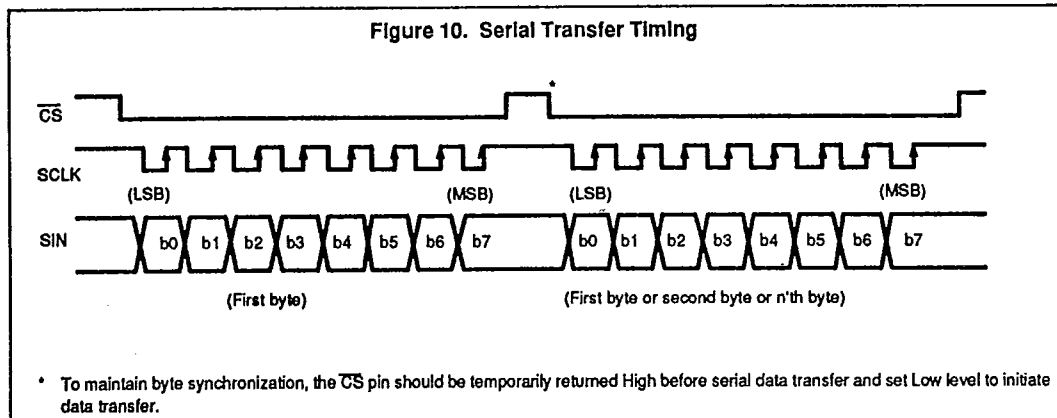 Figure 10. Serial Transfer Timing
*
CS
SCLK
(LSB) (MSB) (LSB) (MSB)
SIN b0 b1 b2 b3 b4 b5 b6 b7 b0 b1 b2 b3 b4 b5 b6 b7
(First byte) (First byte or second byte or n'th byte)
* To maintain byte synchronization, the CS pin should be temporarily returned High before serial data transfer and set Low level to initiate
data transfer.